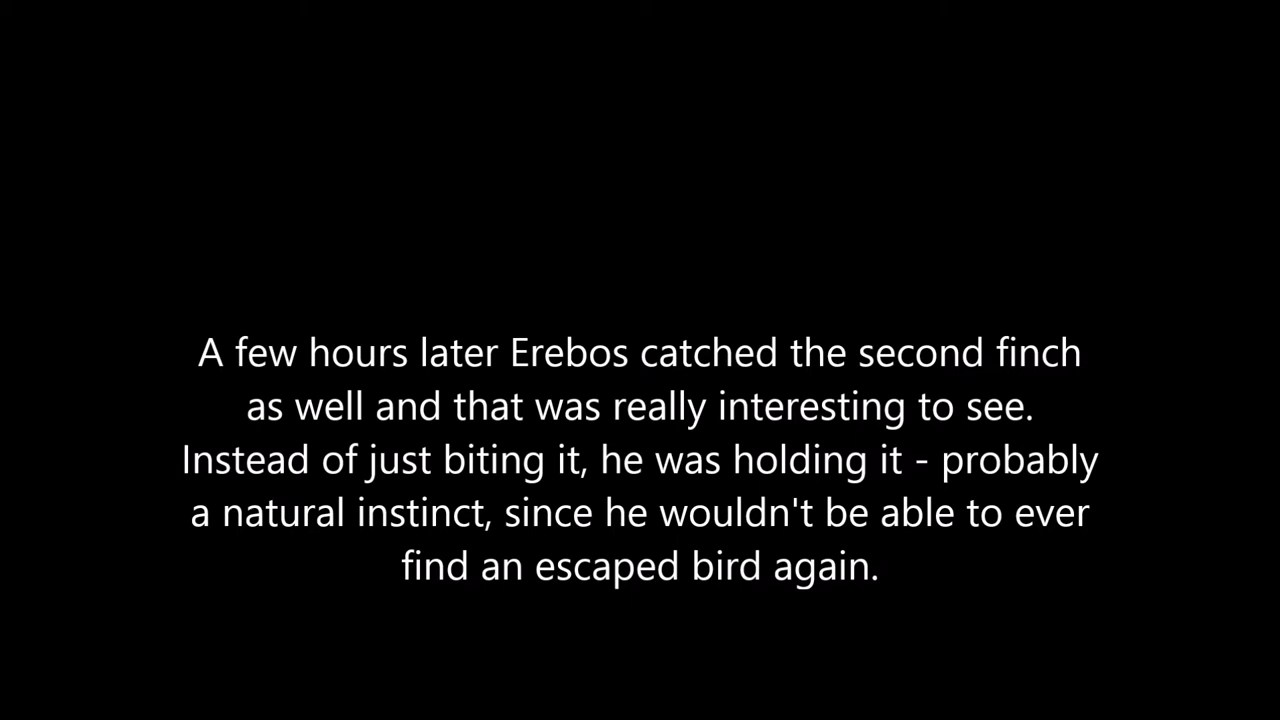 A few hours later Erebos catched the second finch
as well and that was really interesting to see.
Instead of just biting it, he was holding it - probably
a natural instinct, since he wouldn't be able to ever
find an escaped bird again.